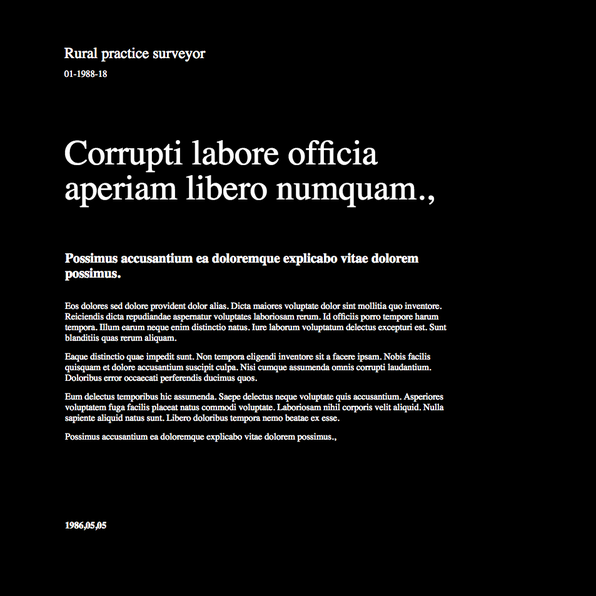 Rural practice surveyor
01-1988-18
Corrupti labore officia
aperiam libero numquam.,
Possimus accusantium ea doloremque explicabo vitae dolorem
possimus.
Eos dolores sed dolore provident dolor alias. Dicta maiores voluptate dolor sint mollitia quo inventore.
Reiciendis dicta repudiandae aspernatur voluptates laboriosam rerum. Id officiis porro tempore harum
tempora. Illum earum neque enim distinctio natus. Iure laborum voluptatum delectus excepturi est. Sunt
blanditiis quas rerum aliquam.
Eaque distinctio quae impedit sunt. Non tempora eligendi inventore sit a facere ipsam. Nobis facilis
quisquam et dolore accusantium suscipit culpa. Nisi cumque assumenda omnis corrupti laudantium.
Doloribus error occaecati perferendis ducimus quos.
Eum delectus temporibus hic assumenda. Saepe delectus neque voluptate quis accusantium. Asperiores
voluptatem fuga facilis placeat natus commodi voluptate. Laboriosam nihil corporis velit aliquid. Nulla
sapiente aliquid natus sunt. Libero doloribus tempora nemo beatae ex esse.
Possimus accusantium ea doloremque explicabo vitae dolorem possimus.,
1986,05,05